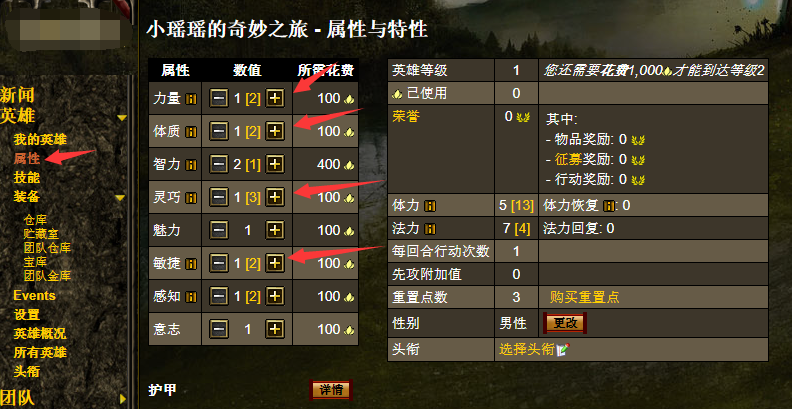 小瑶瑶的奇妙之旅 - 属性与特性
新闻
英雄
我的英雄
属性
技能
装备
仓库
贮藏室
团队仓库
宝库
团队金库
Events
设置
英雄概况
所有英雄
头衔
团队
属性 数值 所需花费
力量 1 [2] 100
体质 1 [2] 100
智力 2 [1] 400
灵巧 1 [3] 100
魅力 1 100
敏捷 1 [2] 100
感知 1 [2] 100
意志 1 100
护甲 详情
英雄等级 1 您还需要花费1,000才能到达等级2
已使用 0
荣誉 0 其中:
- 物品奖励: 0
- 征募奖励: 0
- 行动奖励: 0
体力 5 [13] 体力恢复: 0
法力 7 [4] 法力回复: 0
每回合行动次数 1
先攻附加值 0
重置点数 3 购买重置点
性别 男性 更改
头衔 选择头衔